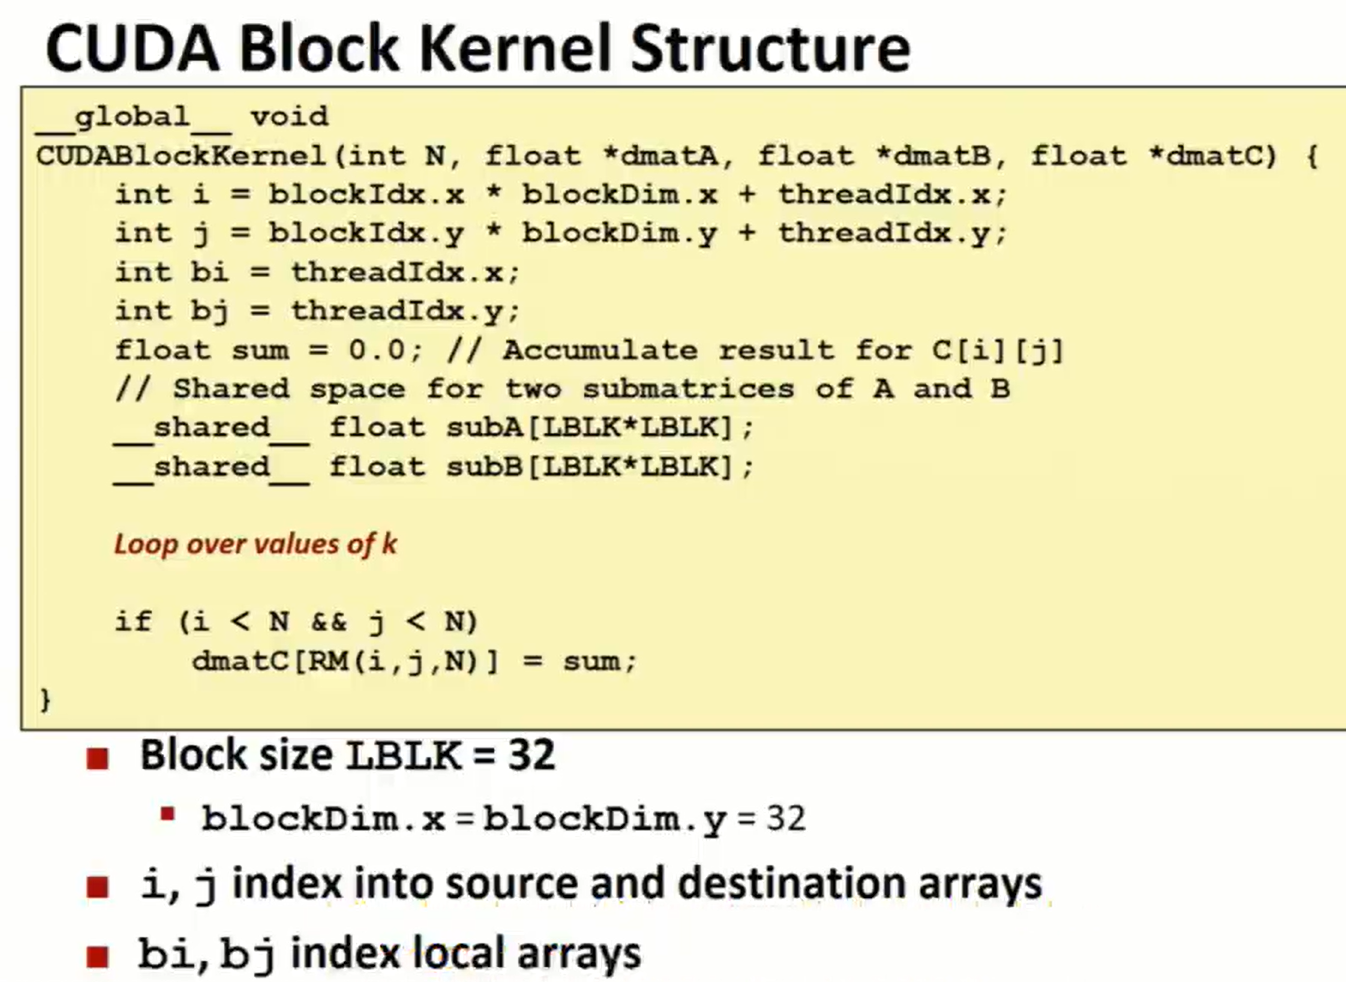 CUDA Block Kernel Structure
__global__ void
CUDABlockKernel(int N, float *dmatA, float *dmatB, float *dmatC) {
    int i = blockIdx.x * blockDim.x + threadIdx.x;
    int j = blockIdx.y * blockDim.y + threadIdx.y;
    int bi = threadIdx.x;
    int bj = threadIdx.y;
    float sum = 0.0; // Accumulate result for C[i][j]
    // Shared space for two submatrices of A and B
    __shared__ float subA[LBLK*LBLK];
    __shared__ float subB[LBLK*LBLK];
    Loop over values of k
    if (i < N && j < N)
        dmatC[RM(i,j,N)] = sum;
}
■ Block size LBLK = 32
▪ blockDim.x = blockDim.y = 32
■ i, j index into source and destination arrays
■ bi, bj index local arrays